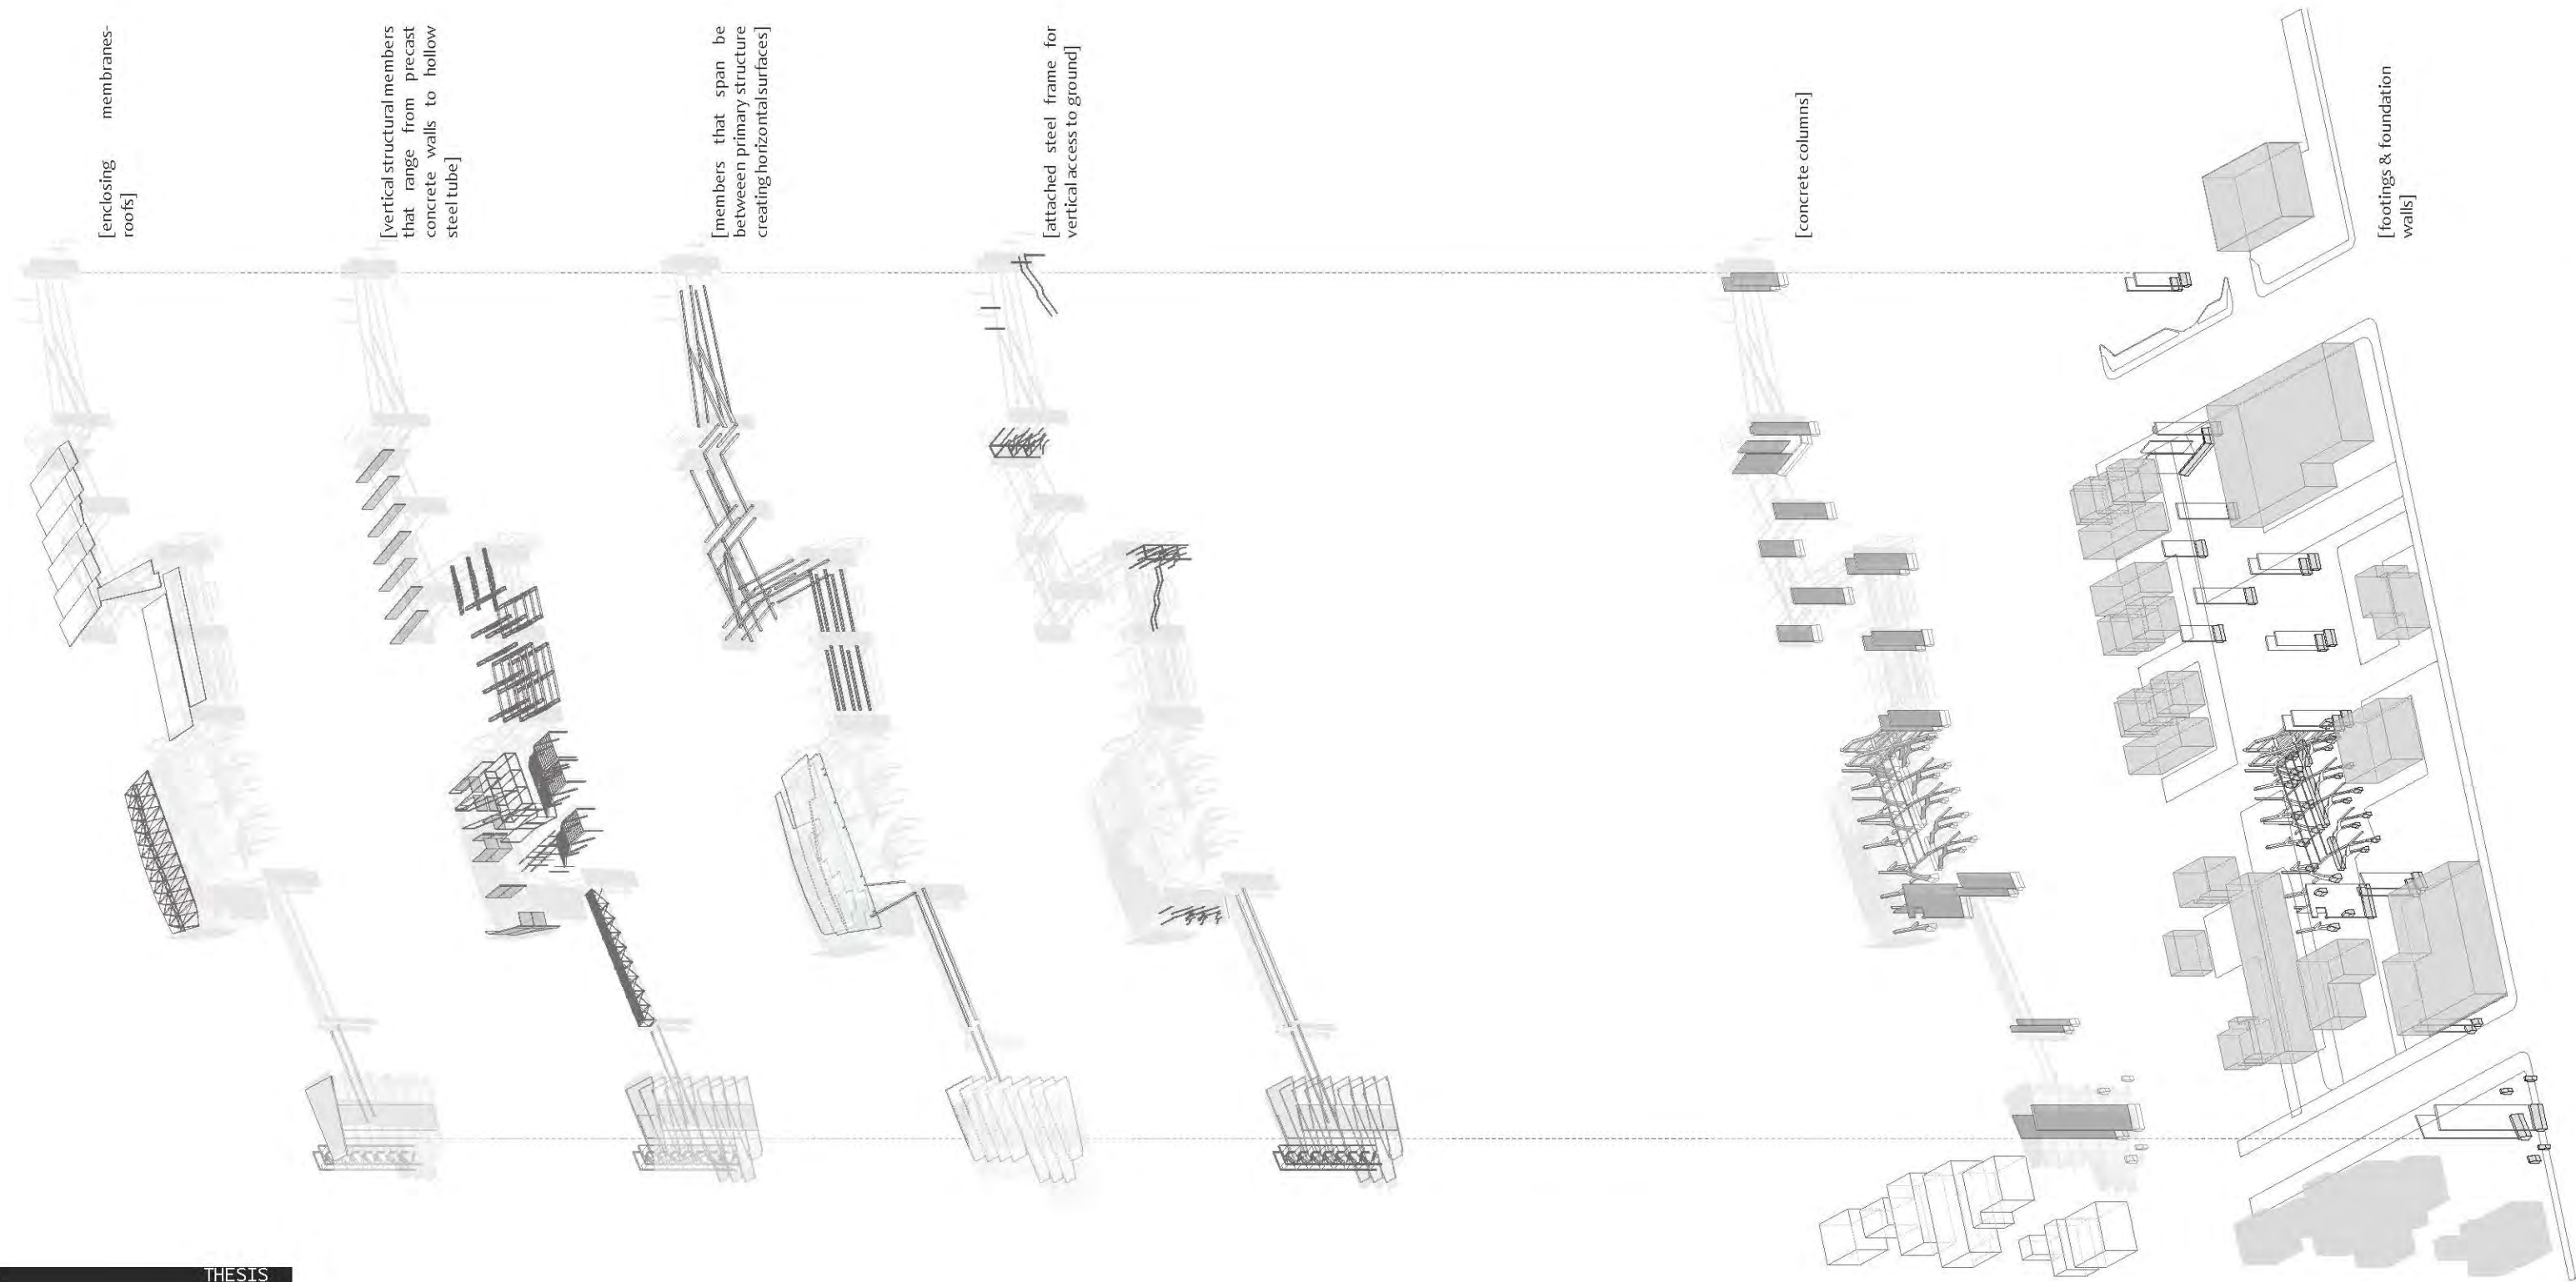 [enclosing membranes-
roofs]
[vertical structural members
that range from precast
concrete walls to hollow
steel tube]
[members that span be
betweeen primary structure
creating horizontal surfaces]
[attached steel frame for
vertical access to ground]
[concrete columns]
[footings & foundation
walls]
THESIS